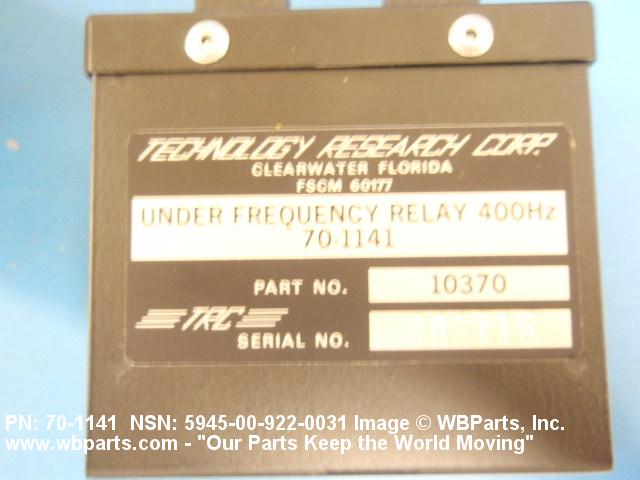 TECHNOLOGY RESEARCH CORP.
CLEARWATER FLORIDA
FSCM 60177
UNDER FREQUENCY RELAY 400Hz
70-1141
PART NO. 10370
TRC
SERIAL NO.
PN: 70-1141 NSN: 5945-00-922-0031 Image © WBParts, Inc.
www.wbparts.com - "Our Parts Keep the World Moving"